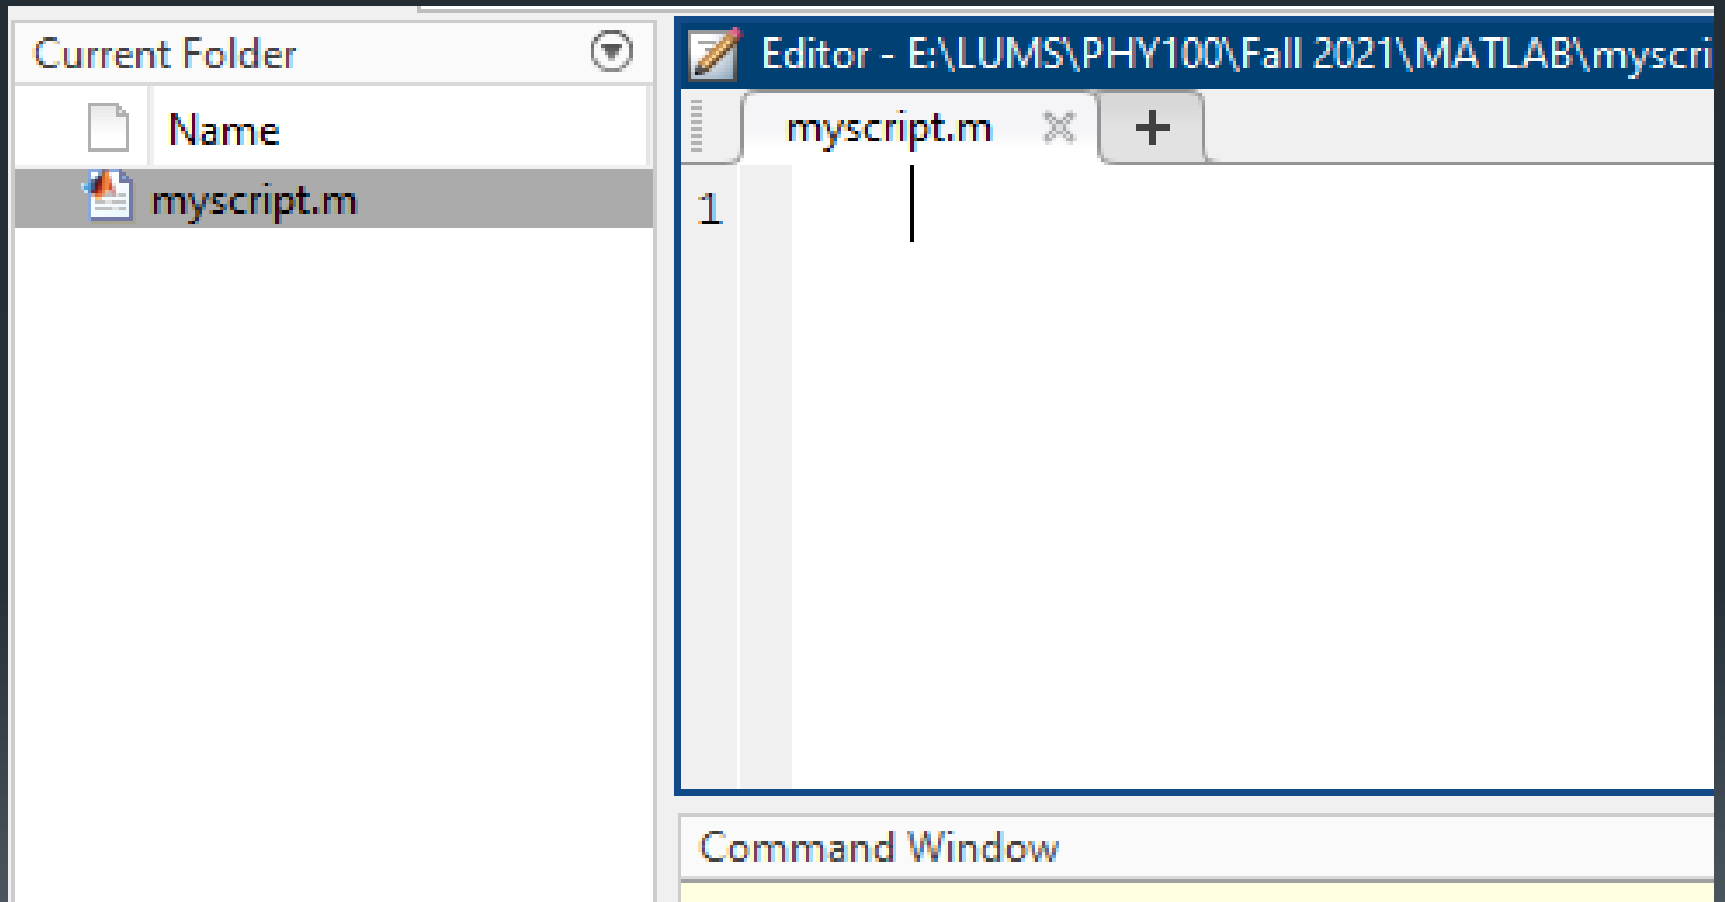 Current Folder
Name
myscript.m
Editor - E:\LUMS\PHY100\Fall 2021\MATLAB\myscri
myscript.m
1
Command Window